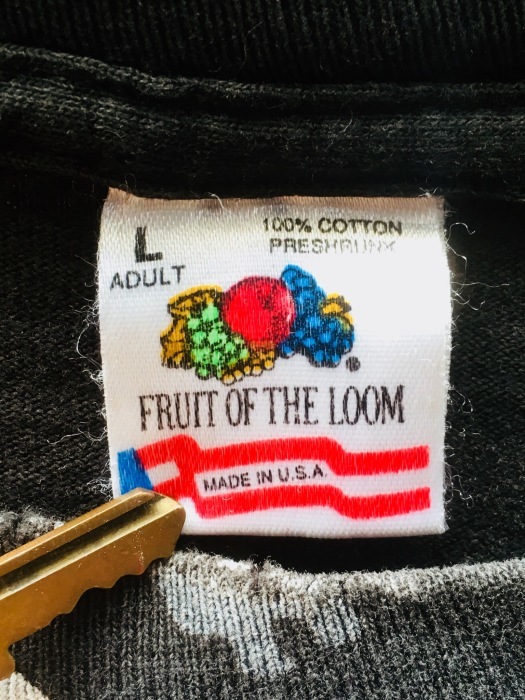 L
ADULT
100% COTTON
PRESHRUNK
®
FRUIT OF THE LOOM
MADE IN U.S.A.